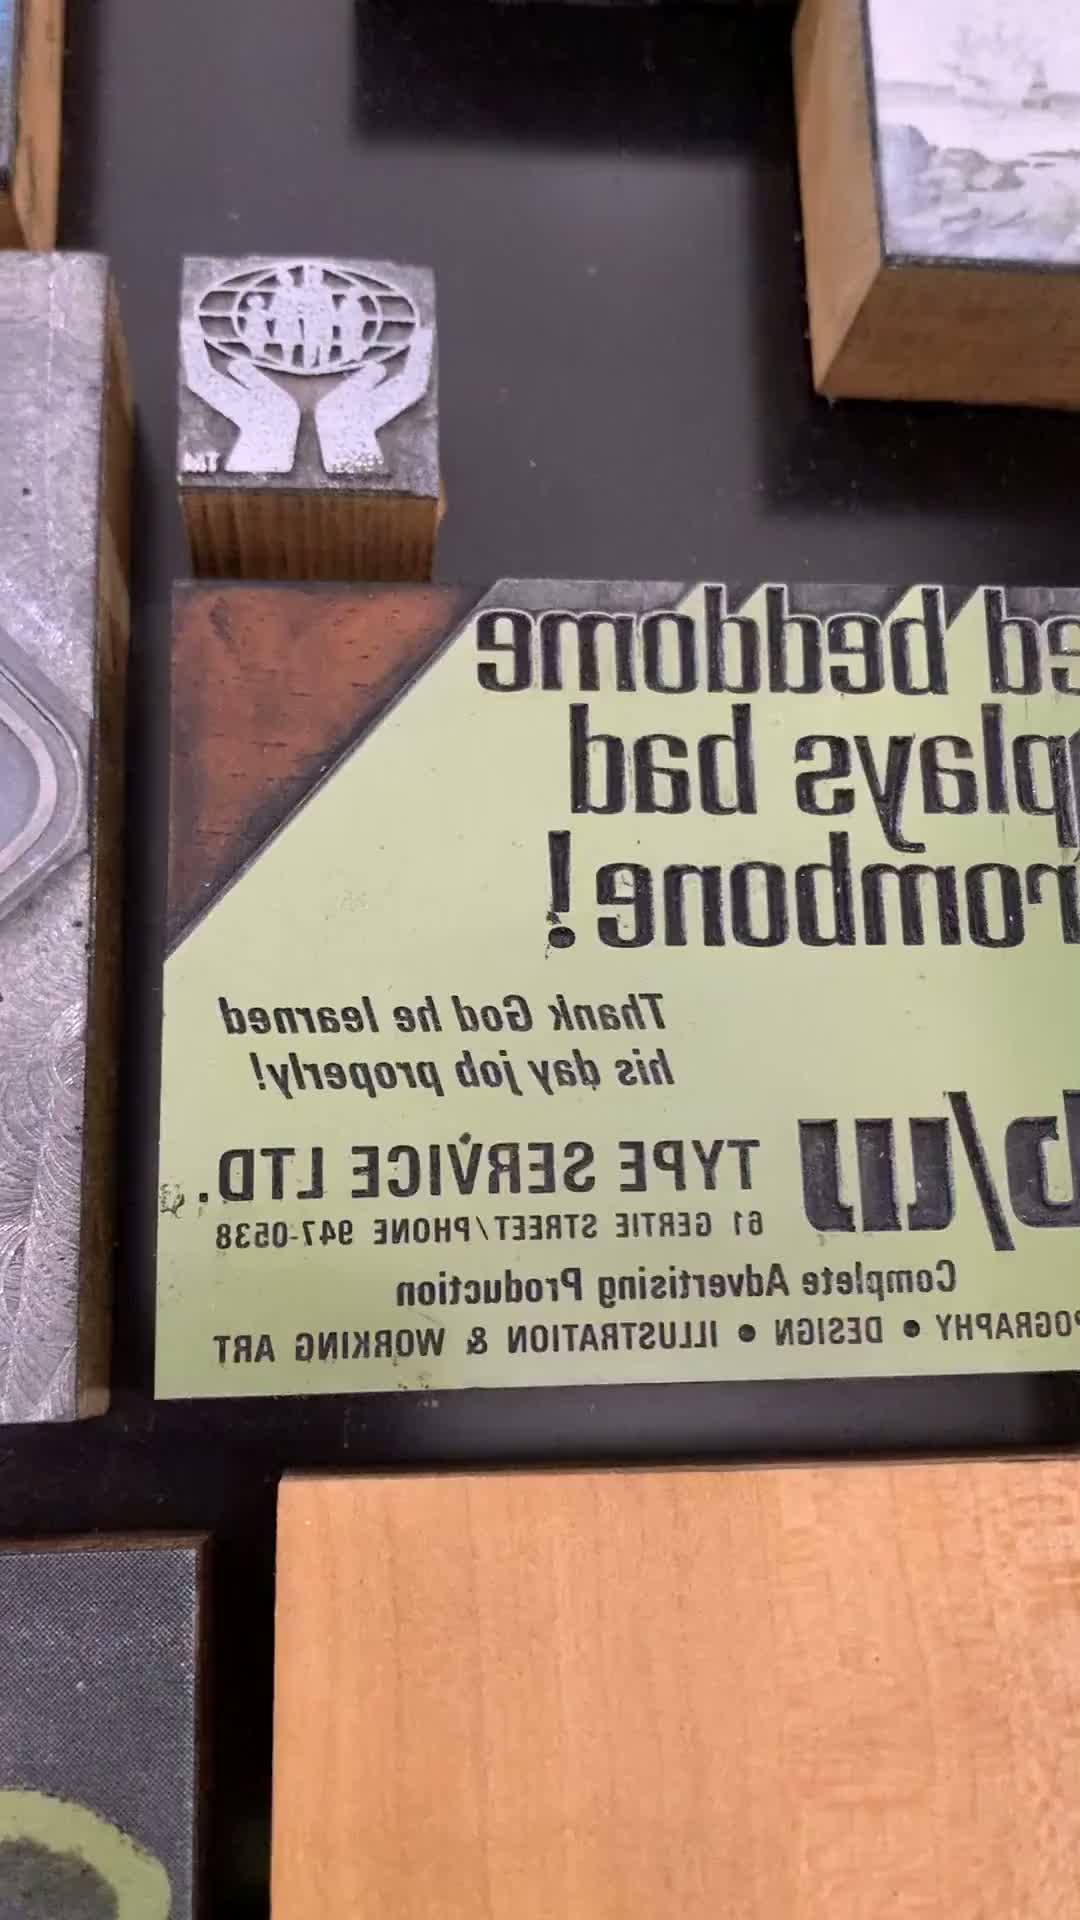 TM
ed beddome
plays bad
rombone!
Thank God he learned
his day job properly!
TYPE SERVICE LTD.
61 GERTIE STREET/PHONE 947-0538
Complete Advertising Production
OGRAPHY • DESIGN • ILLUSTRATION & WORKING ART